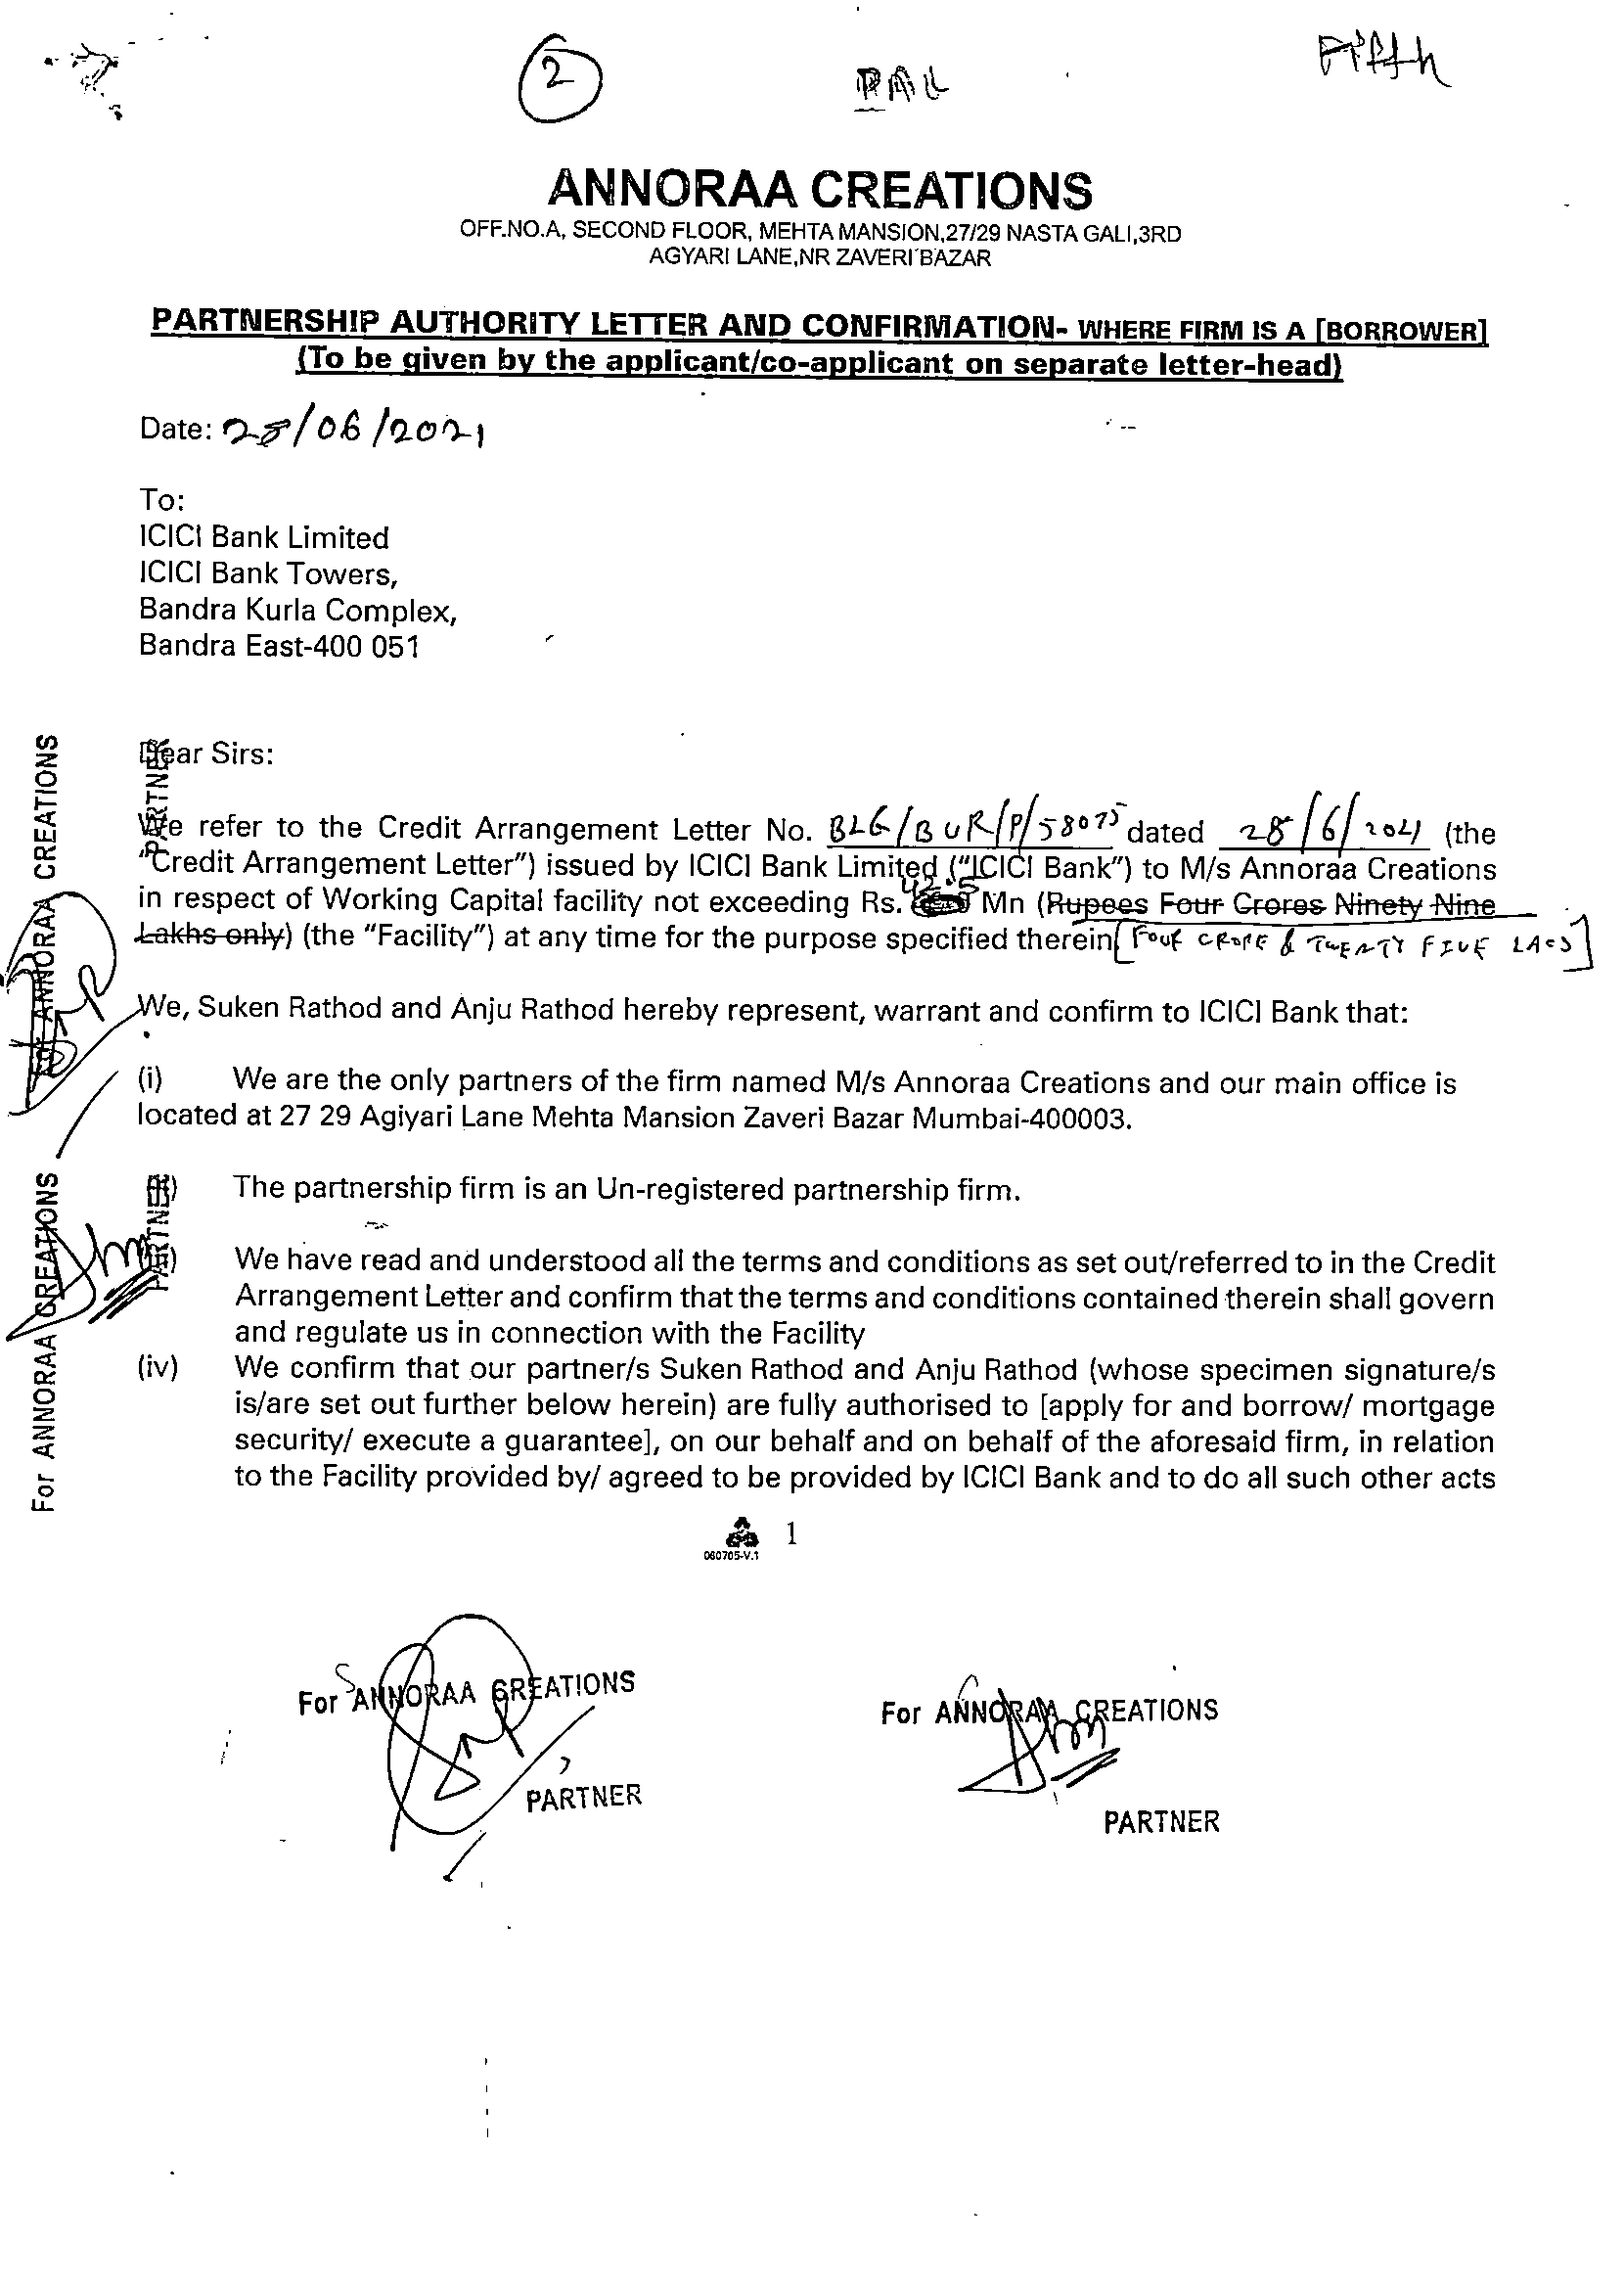 2
PAL
ANNORAA CREATIONS
OFF.NO.A, SECOND FLOOR, MEHTA MANSION,27/29 NASTA GALI,3RD
AGYARI LANE,NR ZAVERI BAZAR
PARTNERSHIP AUTHORITY LETTER AND CONFIRMATION- WHERE FIRM IS A [BORROWER]
(To be given by the applicant/co-applicant on separate letter-head)
Date: 28/06/2021
To:
ICICI Bank Limited
ICICI Bank Towers,
Bandra Kurla Complex,
Bandra East-400 051
Dear Sirs:
We refer to the Credit Arrangement Letter No. BLG/BUR/P/58075 dated 28/6/2021 (the
"Credit Arrangement Letter") issued by ICICI Bank Limited ("ICICI Bank") to M/s Annoraa Creations
in respect of Working Capital facility not exceeding Rs. 42.5 Mn (Rupees Four Crores Ninety Nine
Lakhs only) (the "Facility") at any time for the purpose specified therein [FOUR CRORE & TWENTY FIVE LACS]
We, Suken Rathod and Anju Rathod hereby represent, warrant and confirm to ICICI Bank that:
(i) We are the only partners of the firm named M/s Annoraa Creations and our main office is
located at 27 29 Agiyari Lane Mehta Mansion Zaveri Bazar Mumbai-400003.
(ii) The partnership firm is an Un-registered partnership firm.
(iii) We have read and understood all the terms and conditions as set out/referred to in the Credit
Arrangement Letter and confirm that the terms and conditions contained therein shall govern
and regulate us in connection with the Facility
(iv) We confirm that our partner/s Suken Rathod and Anju Rathod (whose specimen signature/s
is/are set out further below herein) are fully authorised to [apply for and borrow/ mortgage
security/ execute a guarantee], on our behalf and on behalf of the aforesaid firm, in relation
to the Facility provided by/ agreed to be provided by ICICI Bank and to do all such other acts
1
060705-V.1
For ANNORAA CREATIONS
PARTNER
For ANNORAA CREATIONS
PARTNER
For ANNORAA CREATIONS
PARTNER
For ANNORAA CREATIONS
PARTNER